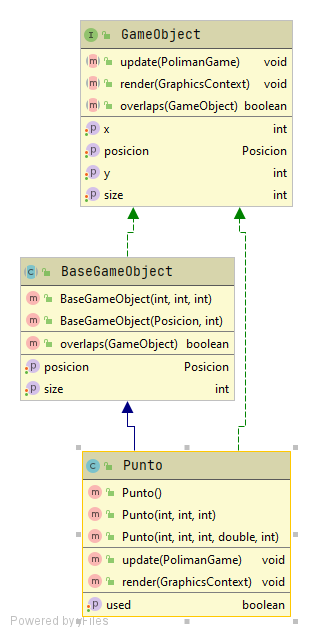 GameObject
update(PolimanGame) void
render(GraphicsContext) void
overlaps(GameObject) boolean
x int
posicion Posicion
y int
size int
BaseGameObject
BaseGameObject(int, int, int)
BaseGameObject(Posicion, int)
overlaps(GameObject) boolean
posicion Posicion
size int
Punto
Punto()
Punto(int, int, int)
Punto(int, int, int, double, int)
update(PolimanGame) void
render(GraphicsContext) void
used boolean
Powered by yFiles